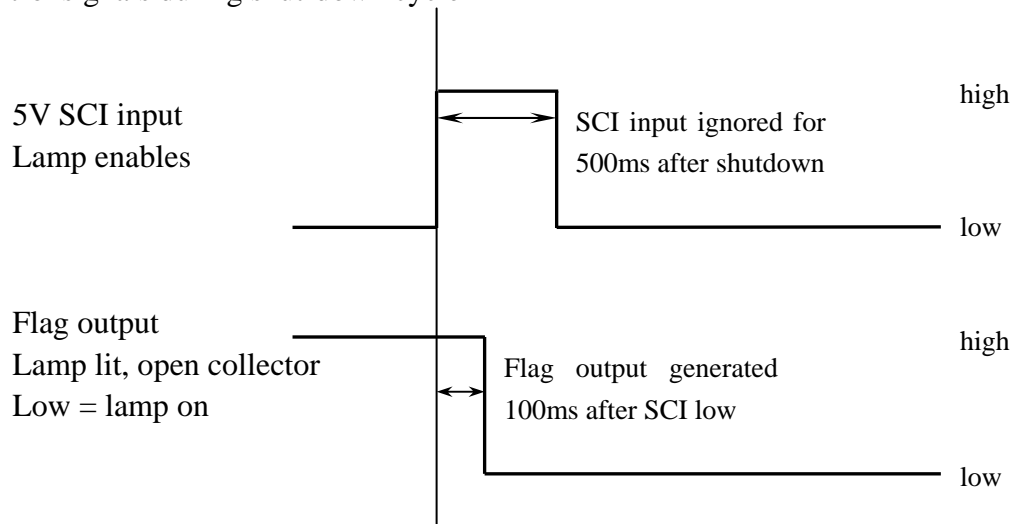 high
5V SCI input
SCI input ignored for
Lamp enables
500ms after shutdown
low
Flag output
high
Lamp lit, open collector
Flag output generated
Low = lamp on
100ms after SCI low
low